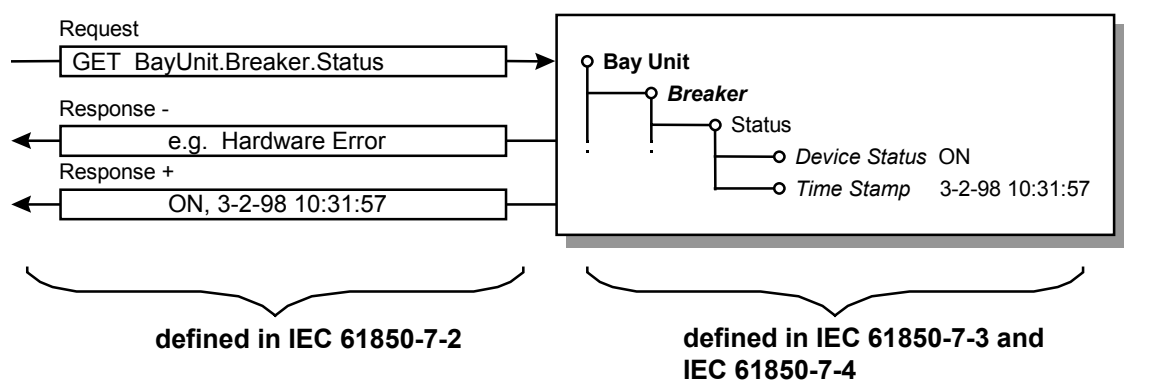 Request
GET BayUnit.Breaker.Status
Response -
e.g. Hardware Error
Response +
ON, 3-2-98 10:31:57
Bay Unit
Breaker
Status
Device Status ON
Time Stamp 3-2-98 10:31:57
defined in IEC 61850-7-2
defined in IEC 61850-7-3 and
IEC 61850-7-4